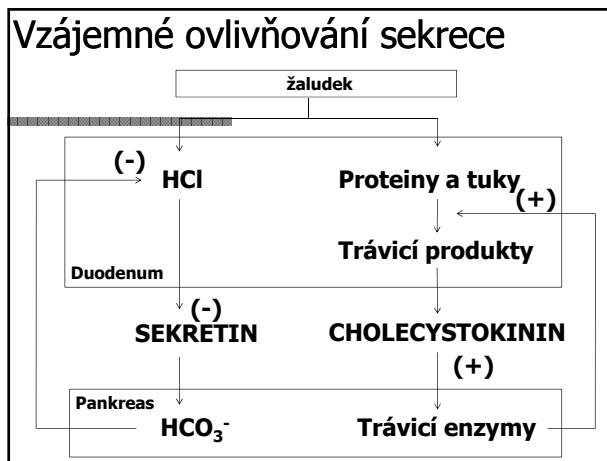 Vzájemné ovlivňování sekrece
žaludek
(-)
HCl
Proteiny a tuky
(+)
Trávicí produkty
Duodenum
(-)
SEKRETIN
CHOLECYSTOKININ
(+)
Pankreas
HCO₃⁻
Trávicí enzymy